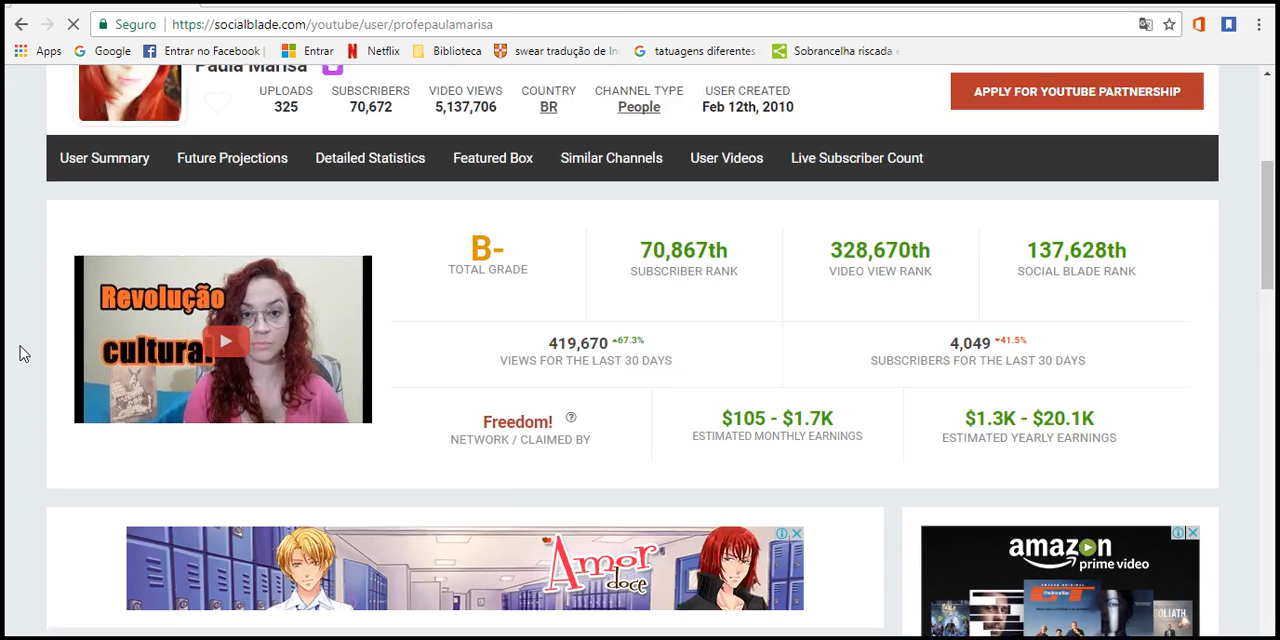 Seguro | https://socialblade.com/youtube/user/profepaulamarisa
Apps Google Entrar no Facebook | Entrar Netflix Biblioteca swear tradução de In tatuagens diferentes Sobrancelha riscada e
Paula Marisa
UPLOADS SUBSCRIBERS VIDEO VIEWS COUNTRY CHANNEL TYPE USER CREATED
325 70,672 5,137,706 BR People Feb 12th, 2010
APPLY FOR YOUTUBE PARTNERSHIP
User Summary Future Projections Detailed Statistics Featured Box Similar Channels User Videos Live Subscriber Count
Revolução
cultural
B- 70,867th 328,670th 137,628th
TOTAL GRADE SUBSCRIBER RANK VIDEO VIEW RANK SOCIAL BLADE RANK
419,670 67.3% 4,049 41.5%
VIEWS FOR THE LAST 30 DAYS SUBSCRIBERS FOR THE LAST 30 DAYS
Freedom! ? $105 - $1.7K $1.3K - $20.1K
NETWORK / CLAIMED BY ESTIMATED MONTHLY EARNINGS ESTIMATED YEARLY EARNINGS
Amor
doce
amazon
prime video
GOLIATH